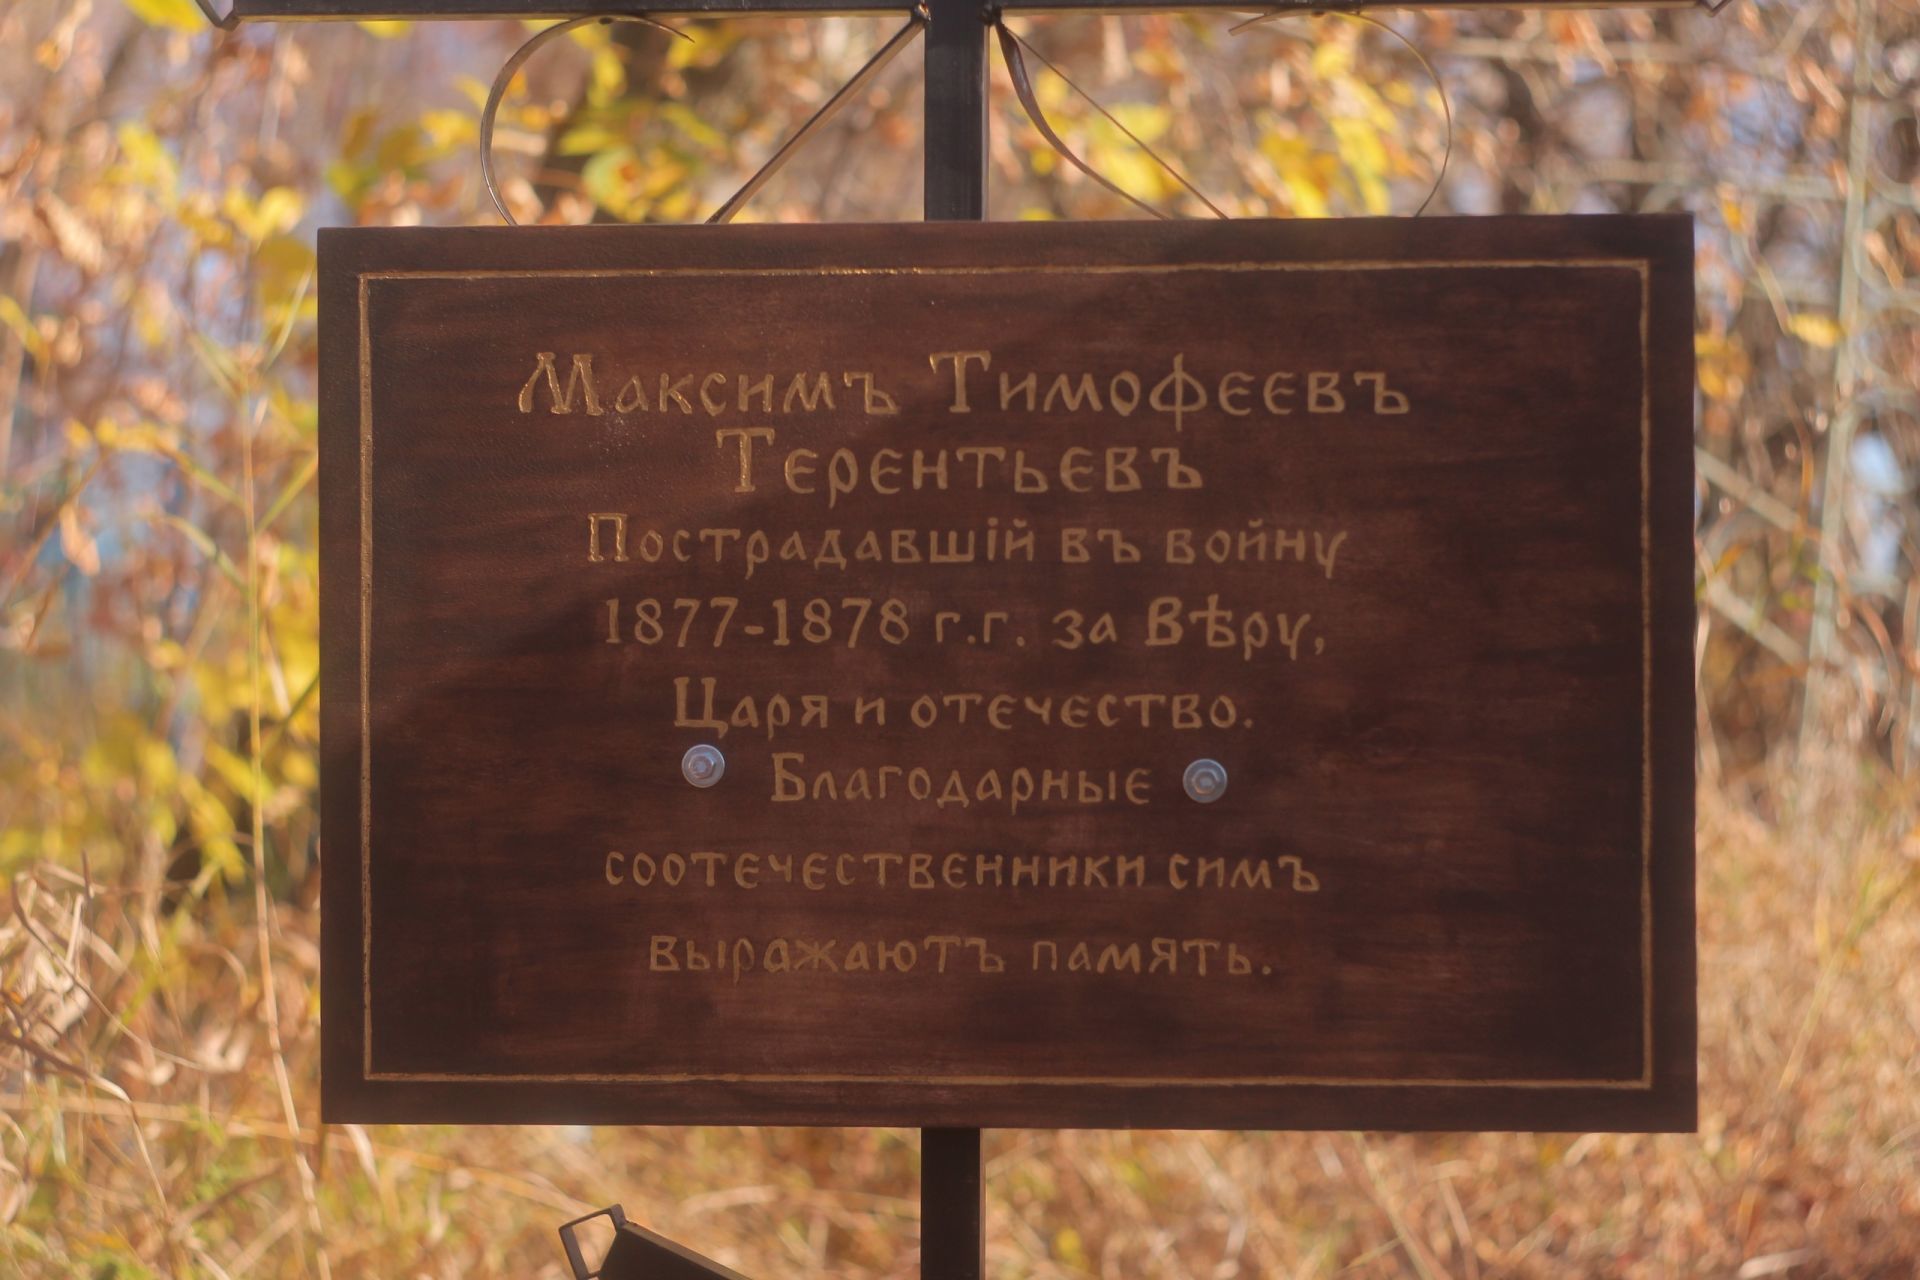 Максимъ Тимофеевъ
Терентьевъ
Пострадавшій въ войну
1877-1878 г.г. за Вѣру,
Царя и отечество.
Благодарные
соотечественники симъ
выражаютъ память.